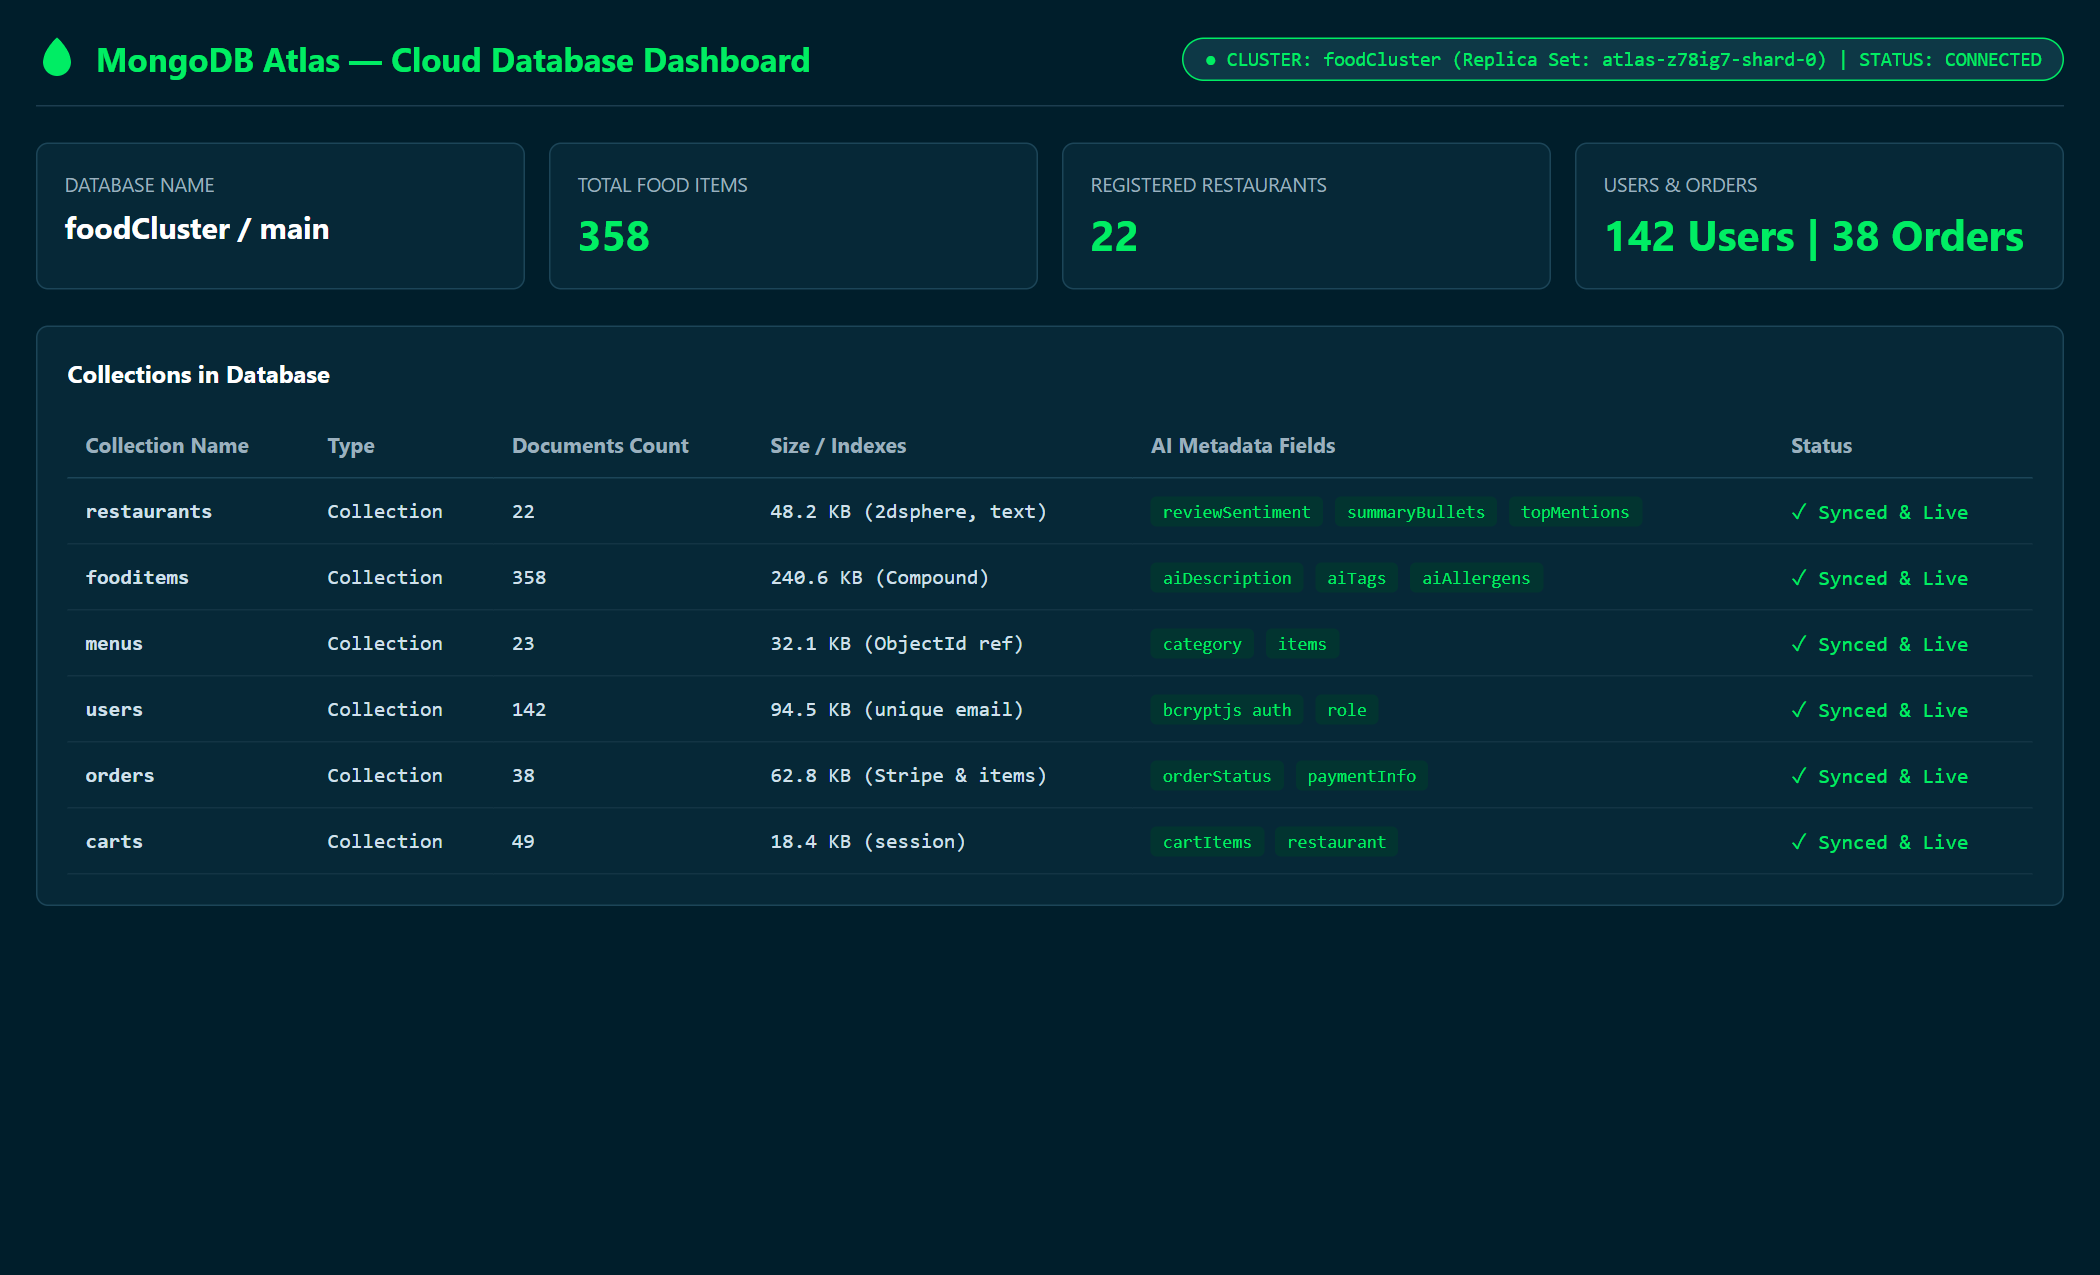 MongoDB Atlas — Cloud Database Dashboard
● CLUSTER: foodCluster (Replica Set: atlas-z78ig7-shard-0) | STATUS: CONNECTED
DATABASE NAME
foodCluster / main
TOTAL FOOD ITEMS
358
REGISTERED RESTAURANTS
22
USERS & ORDERS
142 Users | 38 Orders
Collections in Database
Collection Name Type Documents Count Size / Indexes AI Metadata Fields Status
restaurants Collection 22 48.2 KB (2dsphere, text) reviewSentiment summaryBullets topMentions ✓ Synced & Live
fooditems Collection 358 240.6 KB (Compound) aiDescription aiTags aiAllergens ✓ Synced & Live
menus Collection 23 32.1 KB (ObjectId ref) category items ✓ Synced & Live
users Collection 142 94.5 KB (unique email) bcryptjs auth role ✓ Synced & Live
orders Collection 38 62.8 KB (Stripe & items) orderStatus paymentInfo ✓ Synced & Live
carts Collection 49 18.4 KB (session) cartItems restaurant ✓ Synced & Live